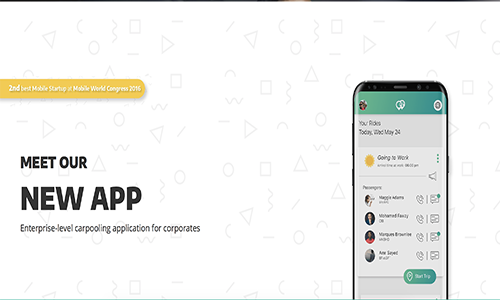 2nd best Mobile Startup at Mobile World Congress 2016
MEET OUR
NEW APP
Enterprise-level carpooling application for corporates
Your Rides
Today, Wed May 24
Going to Work
Passengers
Maggie Adams
Mohamed Fawzy
Marques Brownlee
Amr Sayed
Start Trip